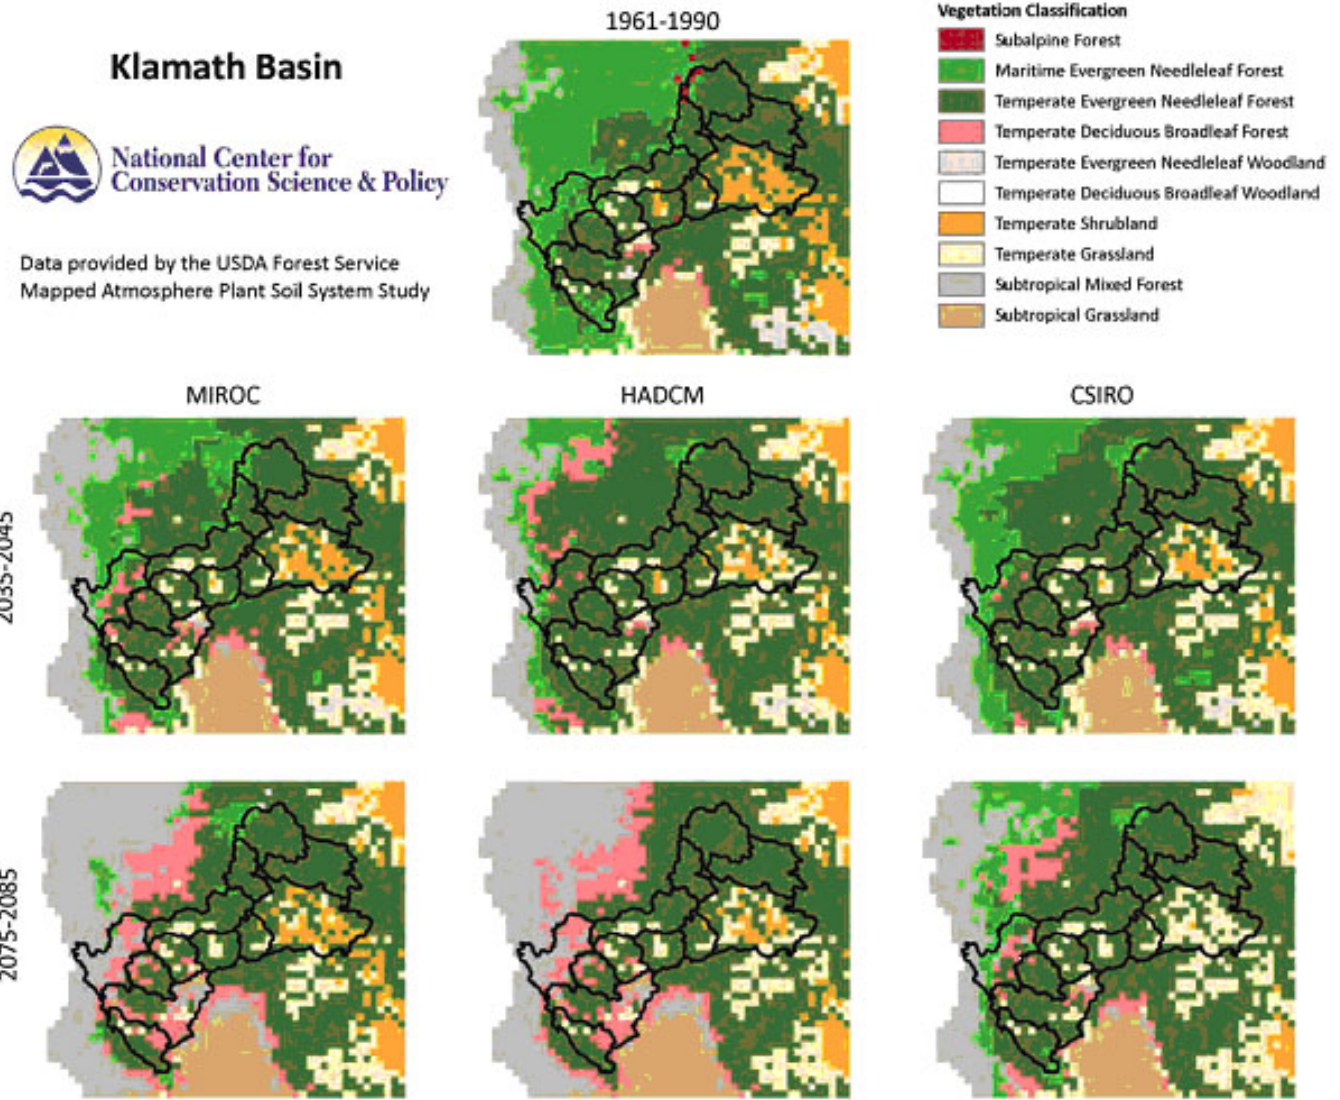 1961-1990
Klamath Basin
National Center for
Conservation Science & Policy
Data provided by the USDA Forest Service
Mapped Atmosphere Plant Soil System Study
Vegetation Classification
Subalpine Forest
Maritime Evergreen Needleleaf Forest
Temperate Evergreen Needleleaf Forest
Temperate Deciduous Broadleaf Forest
Temperate Evergreen Needleleaf Woodland
Temperate Deciduous Broadleaf Woodland
Temperate Shrubland
Temperate Grassland
Subtropical Mixed Forest
Subtropical Grassland
MIROC
HADCM
CSIRO
2035-2045
2075-2085